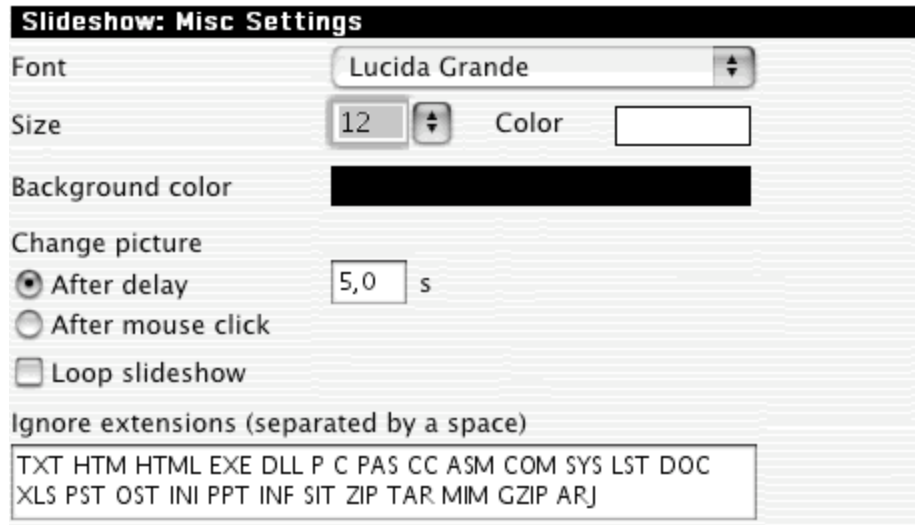 Slideshow: Misc Settings
Font Lucida Grande
Size 12 Color
Background color
Change picture
After delay 5,0 s
After mouse click
Loop slideshow
Ignore extensions (separated by a space)
TXT HTM HTML EXE DLL P C PAS CC ASM COM SYS LST DOC
XLS PST OST INI PPT INF SIT ZIP TAR MIM GZIP ARJ